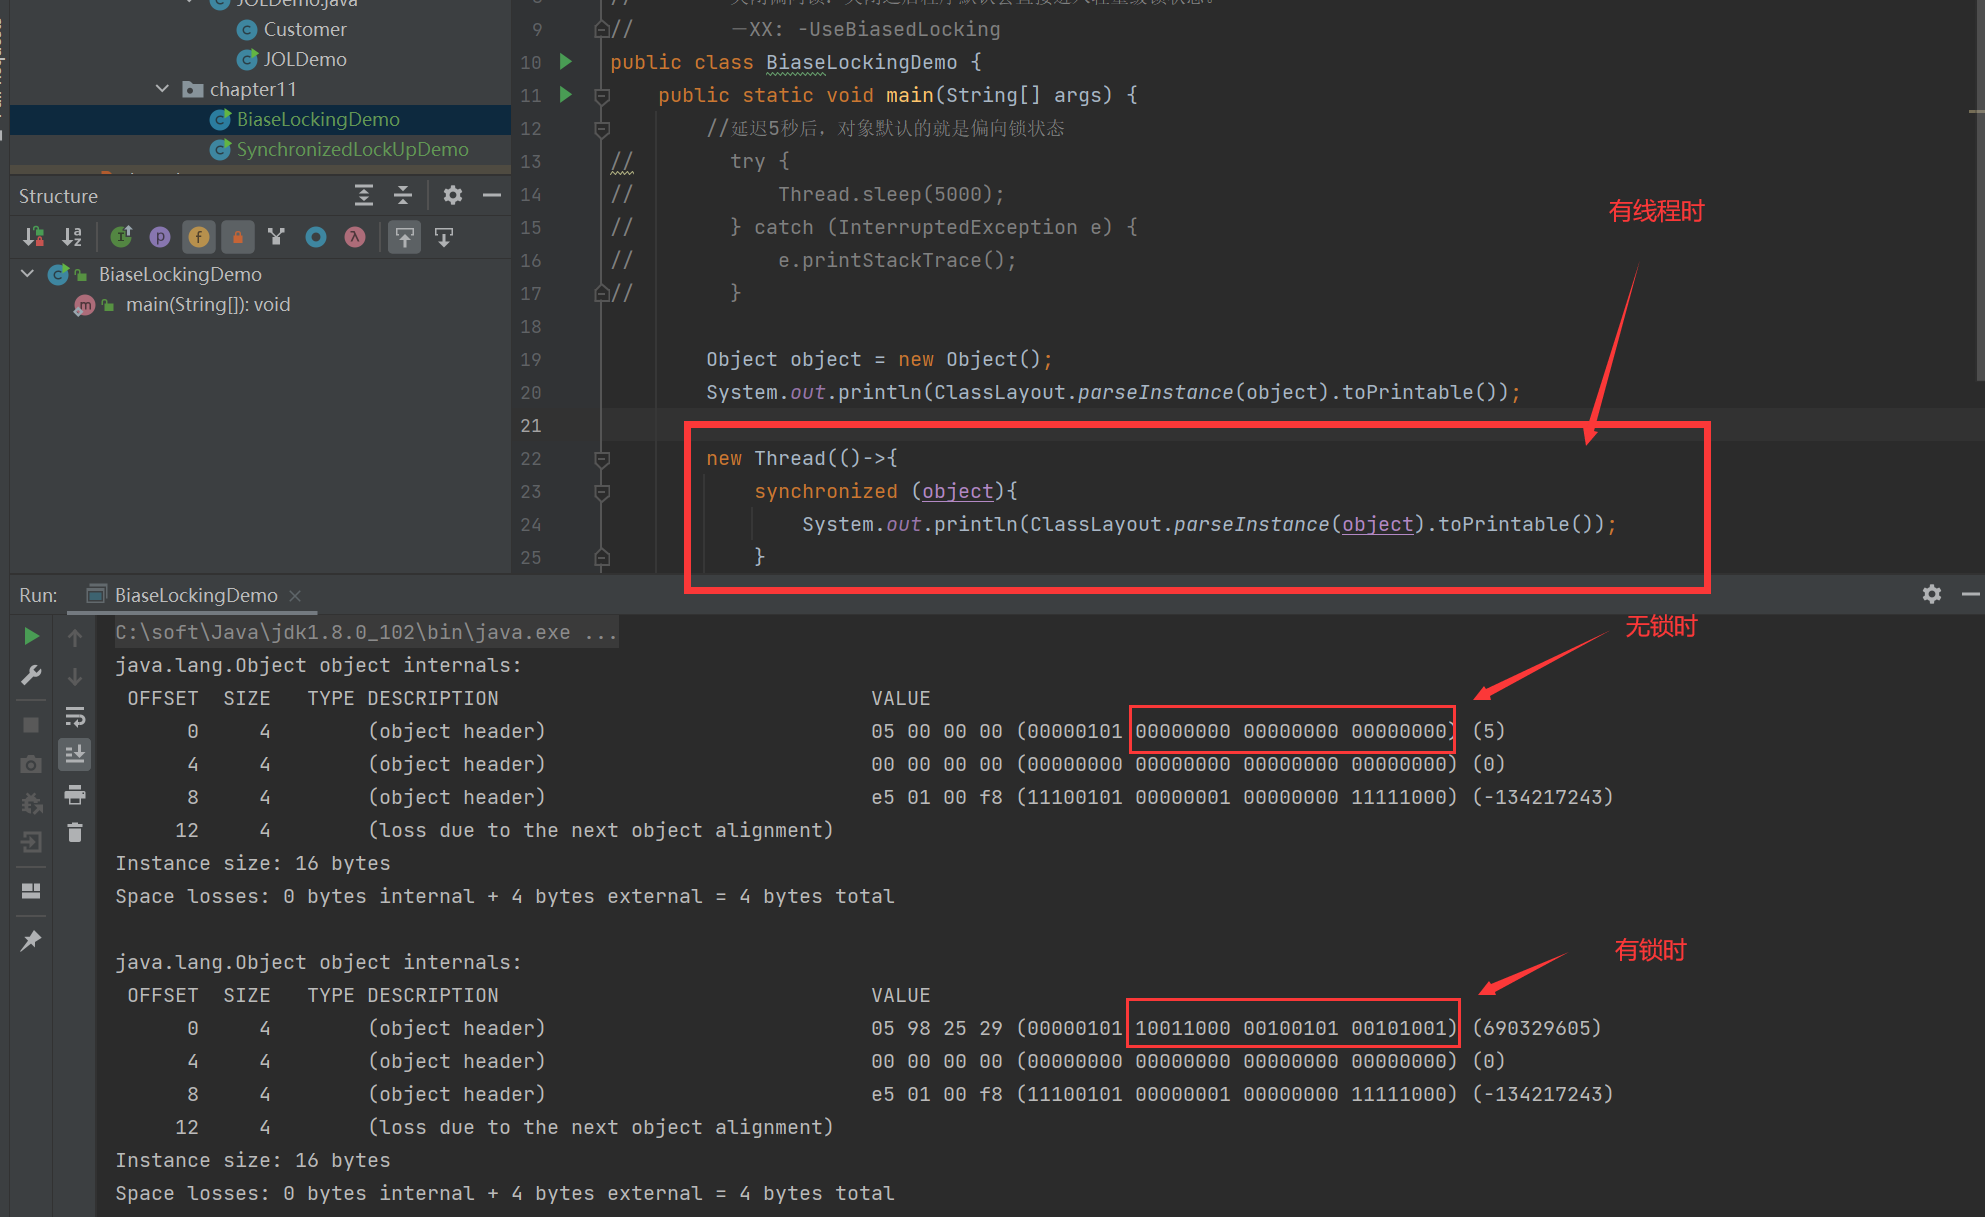 JOLDemo.java
Customer
JOLDemo
chapter11
BiaseLockingDemo
SynchronizedLockUpDemo
Structure
BiaseLockingDemo
main(String[]): void
9 //        －XX: -UseBiasedLocking
10 public class BiaseLockingDemo {
11     public static void main(String[] args) {
12         //延迟5秒后，对象默认的就是偏向锁状态
13 //        try {
14 //            Thread.sleep(5000);
15 //        } catch (InterruptedException e) {
16 //            e.printStackTrace();
17 //        }
18
19         Object object = new Object();
20         System.out.println(ClassLayout.parseInstance(object).toPrintable());
21
22         new Thread(()->{
23             synchronized (object){
24                 System.out.println(ClassLayout.parseInstance(object).toPrintable());
25             }
有线程时
Run: BiaseLockingDemo
C:\soft\Java\jdk1.8.0_102\bin\java.exe ...
无锁时
java.lang.Object object internals:
OFFSET  SIZE   TYPE DESCRIPTION                               VALUE
0     4        (object header)                           05 00 00 00 (00000101 00000000 00000000 00000000) (5)
4     4        (object header)                           00 00 00 00 (00000000 00000000 00000000 00000000) (0)
8     4        (object header)                           e5 01 00 f8 (11100101 00000001 00000000 11111000) (-134217243)
12     4        (loss due to the next object alignment)
Instance size: 16 bytes
Space losses: 0 bytes internal + 4 bytes external = 4 bytes total
有锁时
java.lang.Object object internals:
OFFSET  SIZE   TYPE DESCRIPTION                               VALUE
0     4        (object header)                           05 98 25 29 (00000101 10011000 00100101 00101001) (690329605)
4     4        (object header)                           00 00 00 00 (00000000 00000000 00000000 00000000) (0)
8     4        (object header)                           e5 01 00 f8 (11100101 00000001 00000000 11111000) (-134217243)
12     4        (loss due to the next object alignment)
Instance size: 16 bytes
Space losses: 0 bytes internal + 4 bytes external = 4 bytes total